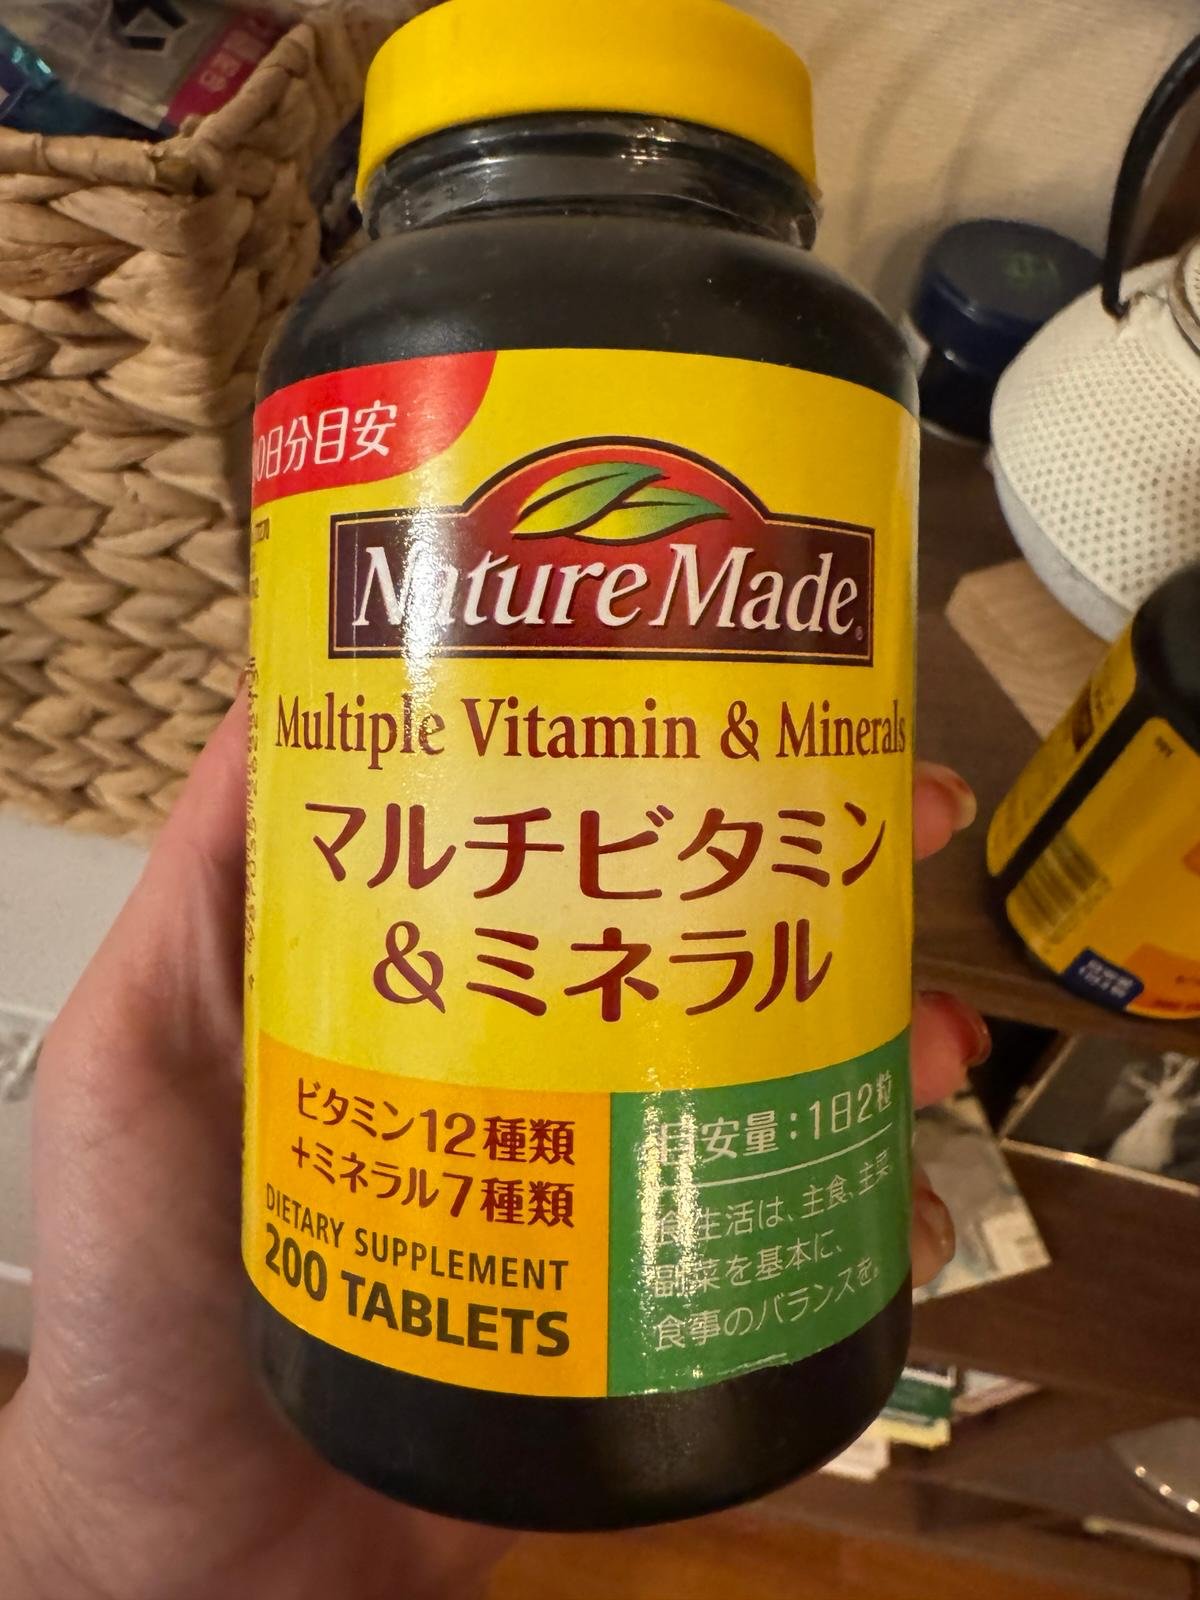 0日分目安
Nature Made®
Multiple Vitamin & Minerals
マルチビタミン
&ミネラル
ビタミン12種類
+ミネラル7種類
DIETARY SUPPLEMENT
200 TABLETS
目安量:1日2粒
食生活は、主食、主菜、
副菜を基本に、
食事のバランスを。